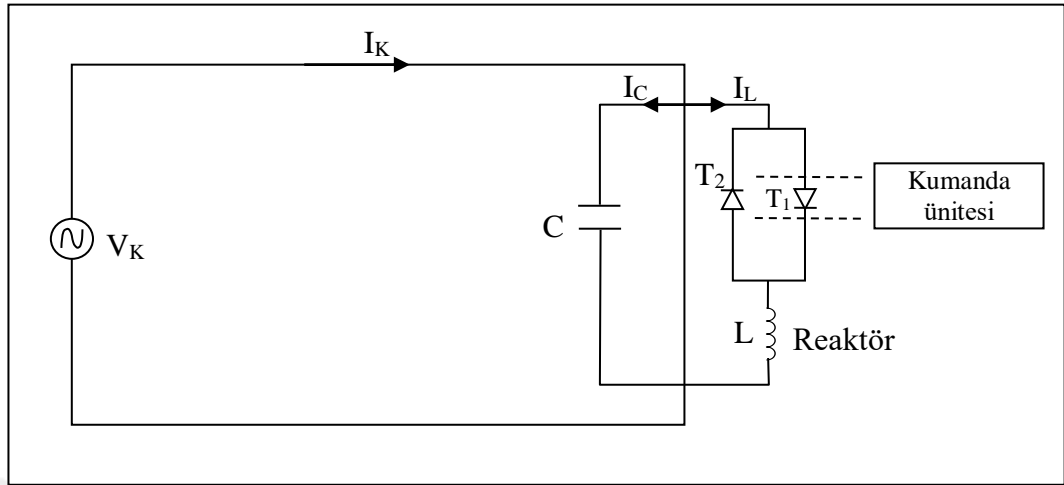 I_K
I_C
I_L
T_2
T_1
Kumanda
ünitesi
C
V_K
L
Reaktör